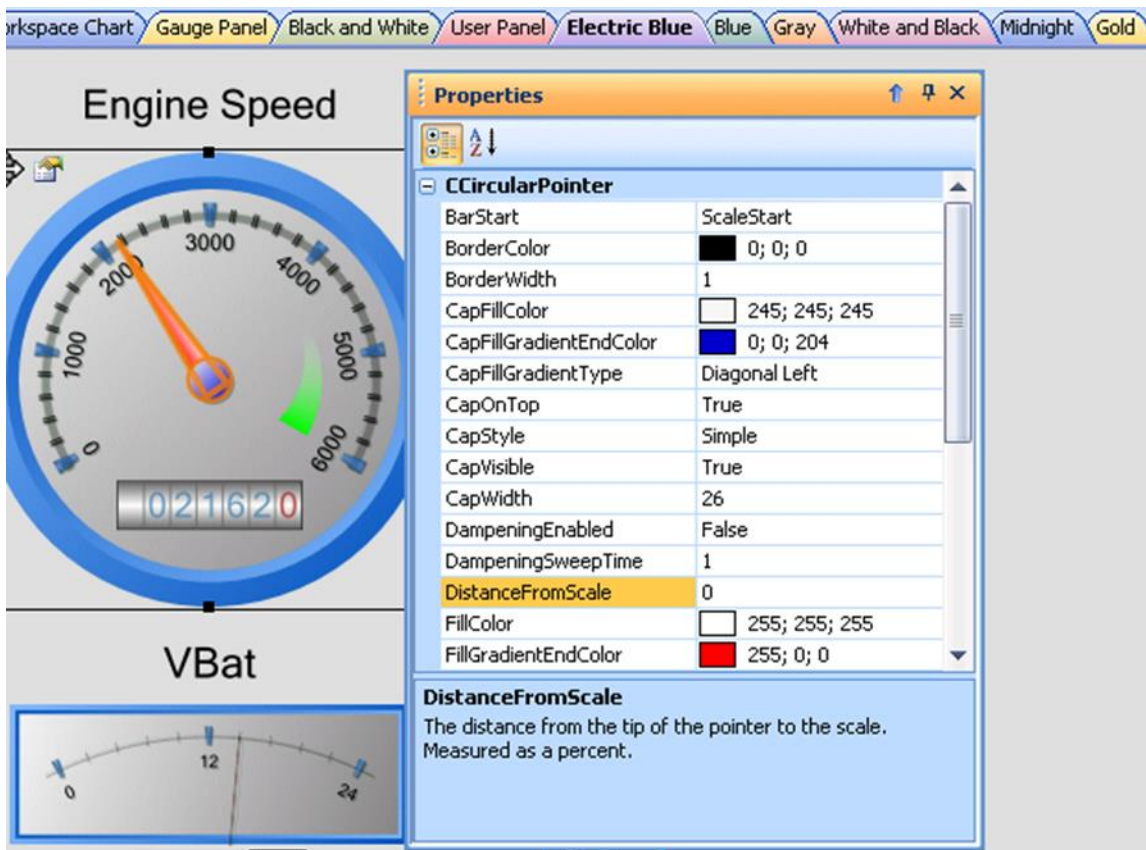 orkspace Chart Gauge Panel Black and White User Panel Electric Blue Blue Gray White and Black Midnight Gold
Engine Speed
0
1000
2000
3000
4000
5000
6000
021620
VBat
0
12
24
Properties
A
Z
CCircularPointer
BarStart ScaleStart
BorderColor 0; 0; 0
BorderWidth 1
CapFillColor 245; 245; 245
CapFillGradientEndColor 0; 0; 204
CapFillGradientType Diagonal Left
CapOnTop True
CapStyle Simple
CapVisible True
CapWidth 26
DampeningEnabled False
DampeningSweepTime 1
DistanceFromScale 0
FillColor 255; 255; 255
FillGradientEndColor 255; 0; 0
DistanceFromScale
The distance from the tip of the pointer to the scale.
Measured as a percent.